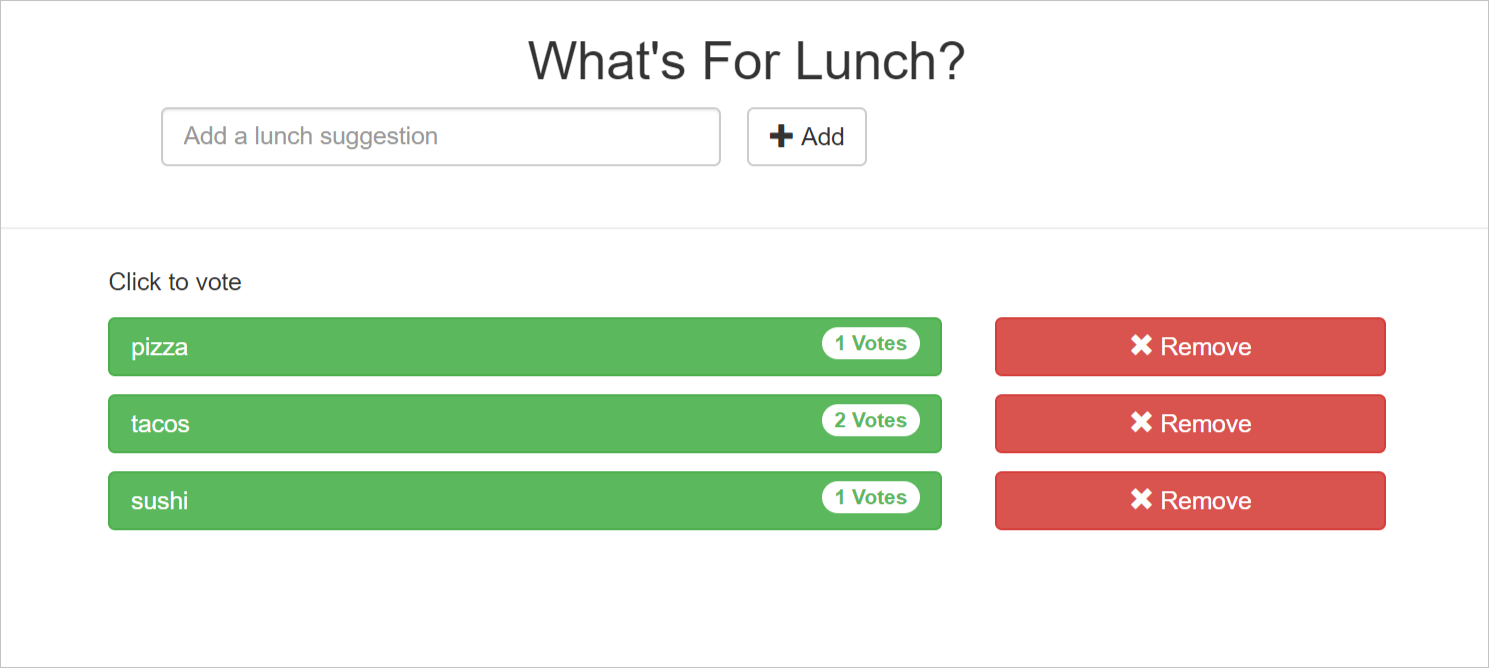 What's For Lunch?
Add a lunch suggestion
Add
Click to vote
pizza 1 Votes Remove
tacos 2 Votes Remove
sushi 1 Votes Remove